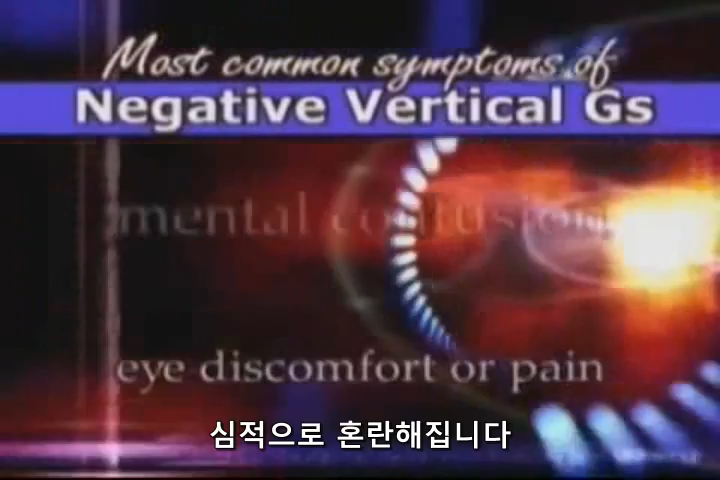 Most common symptoms of
Negative Vertical Gs
mental confusion
eye discomfort or pain
심적으로 혼란해집니다